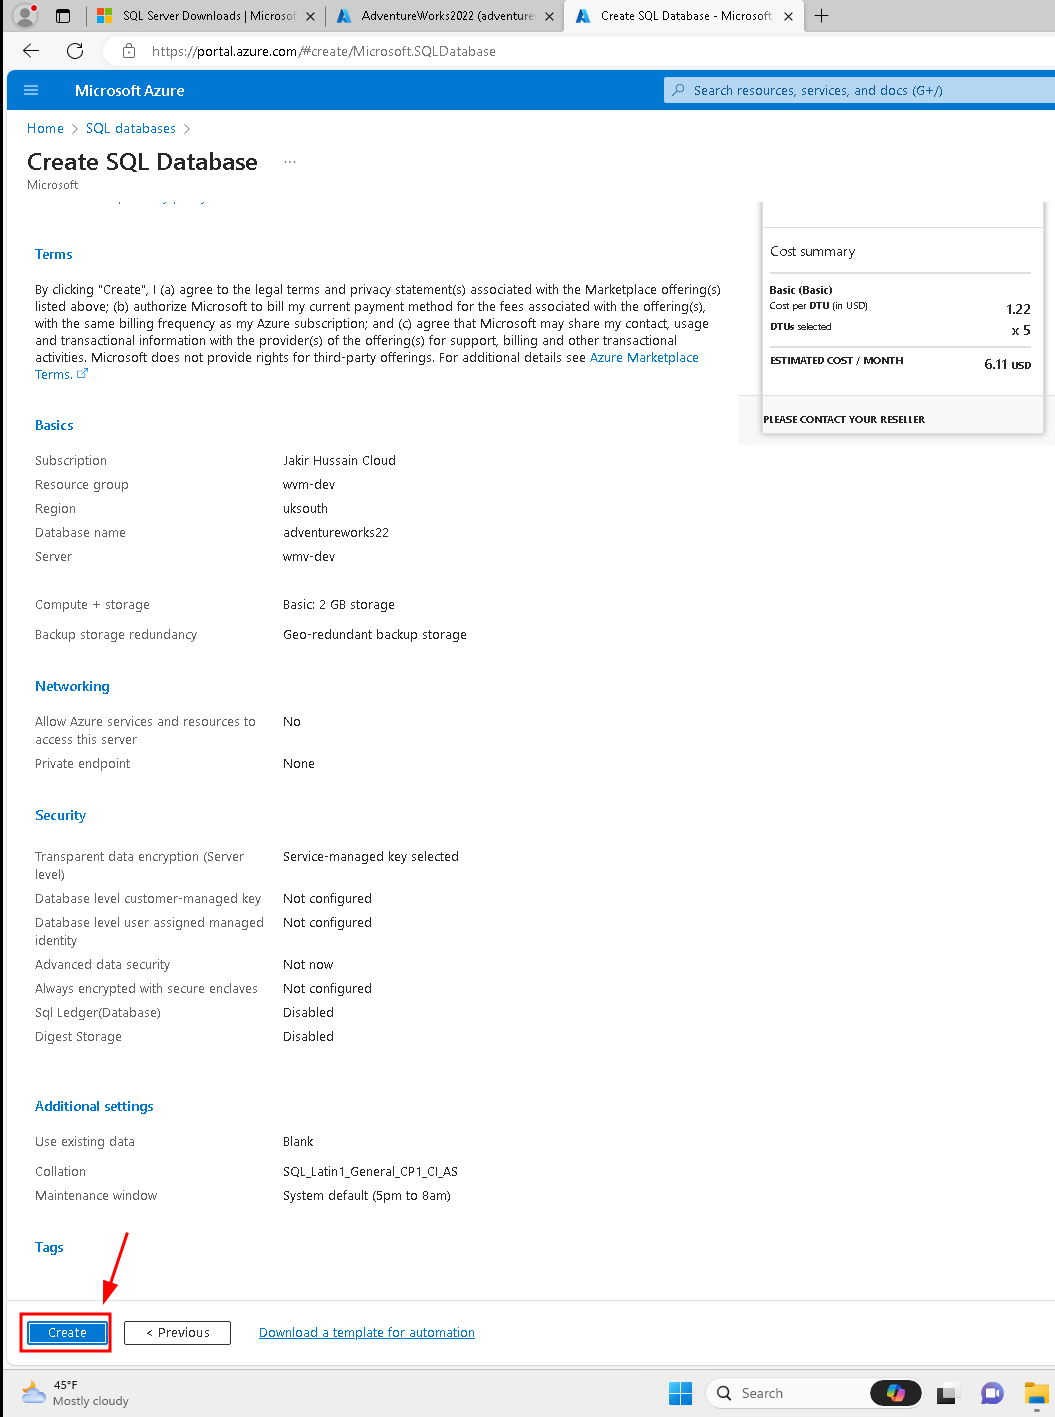 SQL Server Downloads | Microsof
AdventureWorks2022 (adventure
Create SQL Database - Microsoft
https://portal.azure.com/#create/Microsoft.SQLDatabase
Microsoft Azure
Search resources, services, and docs (G+/)
Home > SQL databases >
Create SQL Database ...
Microsoft
Terms
By clicking "Create", I (a) agree to the legal terms and privacy statement(s) associated with the Marketplace offering(s)
listed above; (b) authorize Microsoft to bill my current payment method for the fees associated with the offering(s),
with the same billing frequency as my Azure subscription; and (c) agree that Microsoft may share my contact, usage
and transactional information with the provider(s) of the offering(s) for support, billing and other transactional
activities. Microsoft does not provide rights for third-party offerings. For additional details see Azure Marketplace
Terms.
Cost summary
Basic (Basic)
Cost per DTU (in USD) 1.22
DTUs selected x 5
ESTIMATED COST / MONTH 6.11 USD
PLEASE CONTACT YOUR RESELLER
Basics
Subscription Jakir Hussain Cloud
Resource group wvm-dev
Region uksouth
Database name adventureworks22
Server wmv-dev
Compute + storage Basic: 2 GB storage
Backup storage redundancy Geo-redundant backup storage
Networking
Allow Azure services and resources to No
access this server
Private endpoint None
Security
Transparent data encryption (Server Service-managed key selected
level)
Database level customer-managed key Not configured
Database level user assigned managed Not configured
identity
Advanced data security Not now
Always encrypted with secure enclaves Not configured
Sql Ledger(Database) Disabled
Digest Storage Disabled
Additional settings
Use existing data Blank
Collation SQL_Latin1_General_CP1_CI_AS
Maintenance window System default (5pm to 8am)
Tags
Create
< Previous
Download a template for automation
45°F
Mostly cloudy
Search